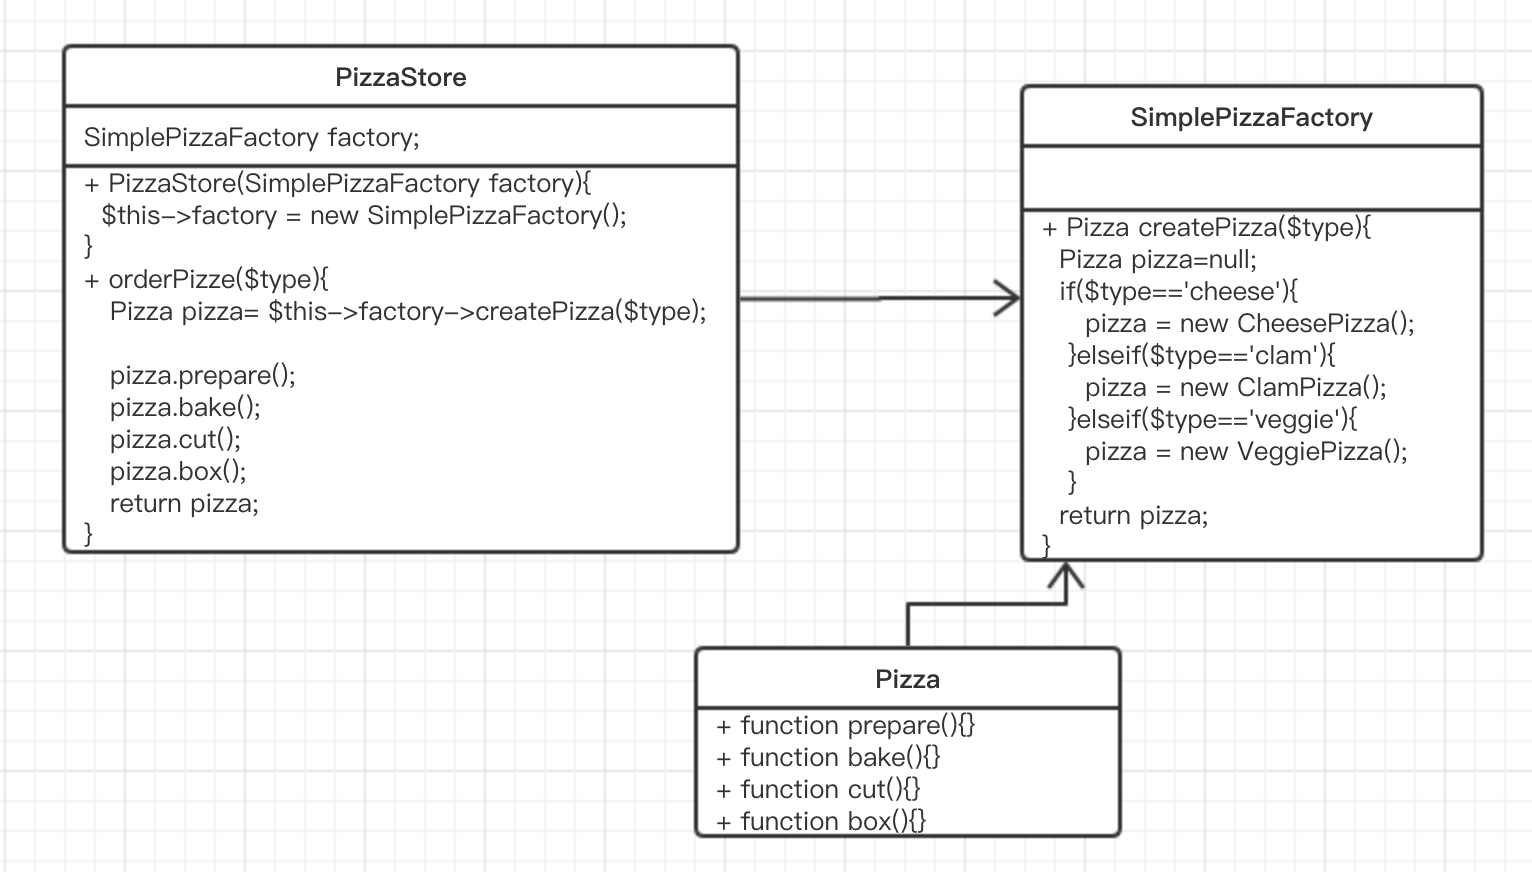 PizzaStore
SimplePizzaFactory factory;
+ PizzaStore(SimplePizzaFactory factory){
$this->factory = new SimplePizzaFactory();
}
+ orderPizze($type){
Pizza pizza= $this->factory->createPizza($type);
pizza.prepare();
pizza.bake();
pizza.cut();
pizza.box();
return pizza;
}
SimplePizzaFactory
+ Pizza createPizza($type){
Pizza pizza=null;
if($type=='cheese'){
pizza = new CheesePizza();
}elseif($type=='clam'){
pizza = new ClamPizza();
}elseif($type=='veggie'){
pizza = new VeggiePizza();
}
return pizza;
}
Pizza
+ function prepare(){}
+ function bake(){}
+ function cut(){}
+ function box(){}